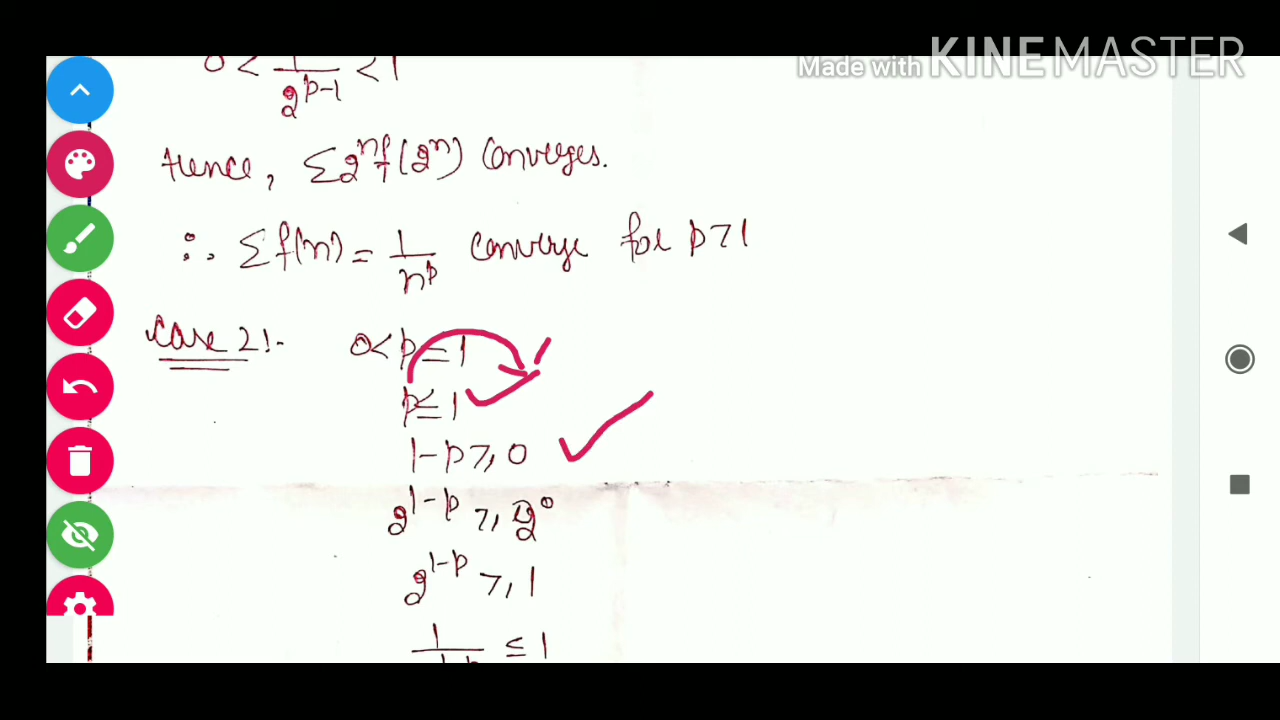 Made with KINEMASTER
0 < 1/2^(p-1) < 1
Hence, Σ2^n f(2^n) Converges.
∴ Σf(n) = 1/n^p Converge for p>1
Case 2:- 0< p ≤ 1
p ≤ 1
1-p ≥ 0
2^(1-p) ≥ 2^0
2^(1-p) ≥ 1
≤ 1